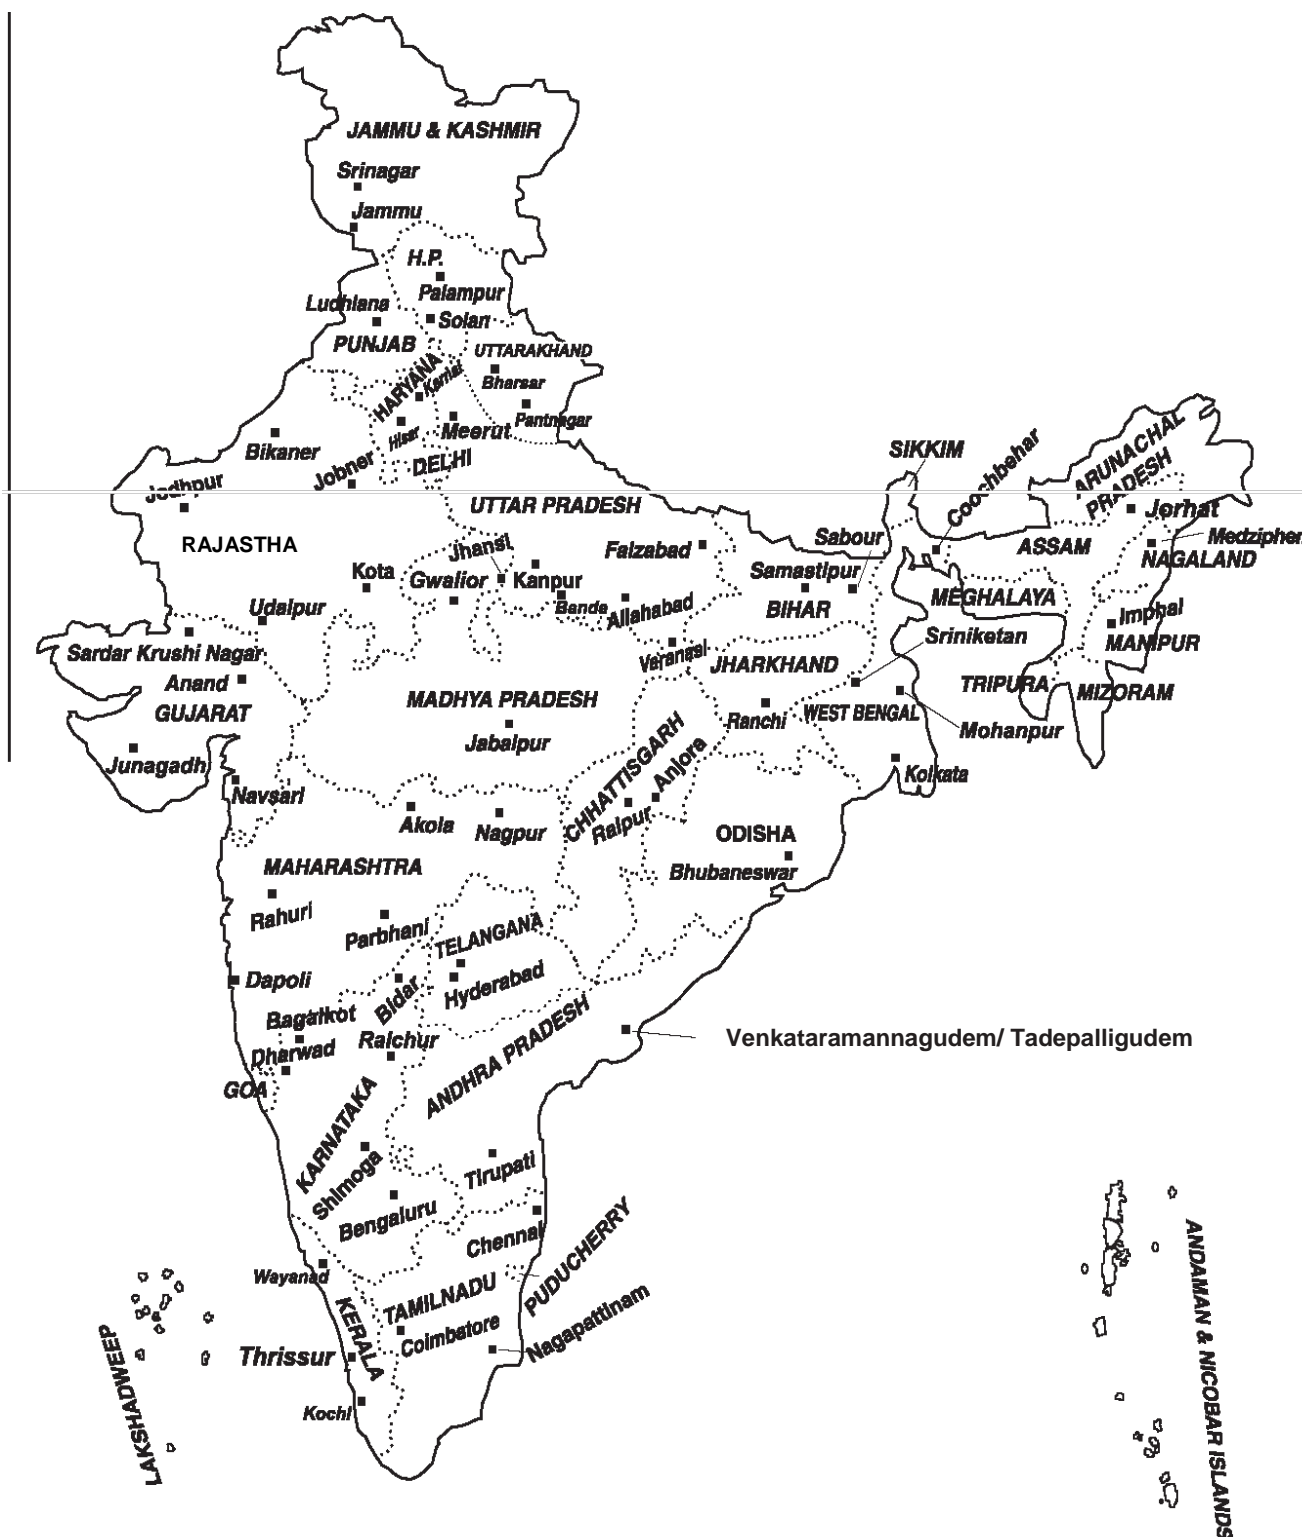 JAMMU & KASHMIR
Srinagar
Jammu
H.P.
Palampur
Ludhiana
Solan
PUNJAB
UTTARAKHAND
HARYANA
Karnal
Bharsar
Pantnagar
Hisar
Meerut
Bikaner
Jobner
DELHI
Jodhpur
SIKKIM
Coochbehar
ARUNACHAL
PRADESH
UTTAR PRADESH
Jorhat
RAJASTHA
Jhansi
Faizabad
Sabour
ASSAM
Medzipher
NAGALAND
Kota
Gwalior
Kanpur
Samastipur
Banda
Allahabad
BIHAR
MEGHALAYA
Imphal
Udaipur
MANIPUR
Sriniketan
Sardar Krushi Nagar
Varanasi
JHARKHAND
Anand
TRIPURA
MIZORAM
GUJARAT
MADHYA PRADESH
Ranchi
WEST BENGAL
Mohanpur
Jabalpur
Junagadh
CHHATTISGARH
Anjora
Kolkata
Navsari
Akola
Nagpur
Raipur
ODISHA
MAHARASHTRA
Bhubaneswar
Rahuri
Parbhani
TELANGANA
Dapoli
Bidar
Hyderabad
Bagalkot
Raichur
Venkataramannagudem/ Tadepalligudem
Dharwad
GOA
ANDHRA PRADESH
KARNATAKA
Shimoga
Tirupati
Bengaluru
Chennai
PUDUCHERRY
Wayanad
TAMILNADU
KERALA
Coimbatore
Nagapattinam
Thrissur
Kochi
LAKSHADWEEP
ANDAMAN & NICOBAR ISLANDS